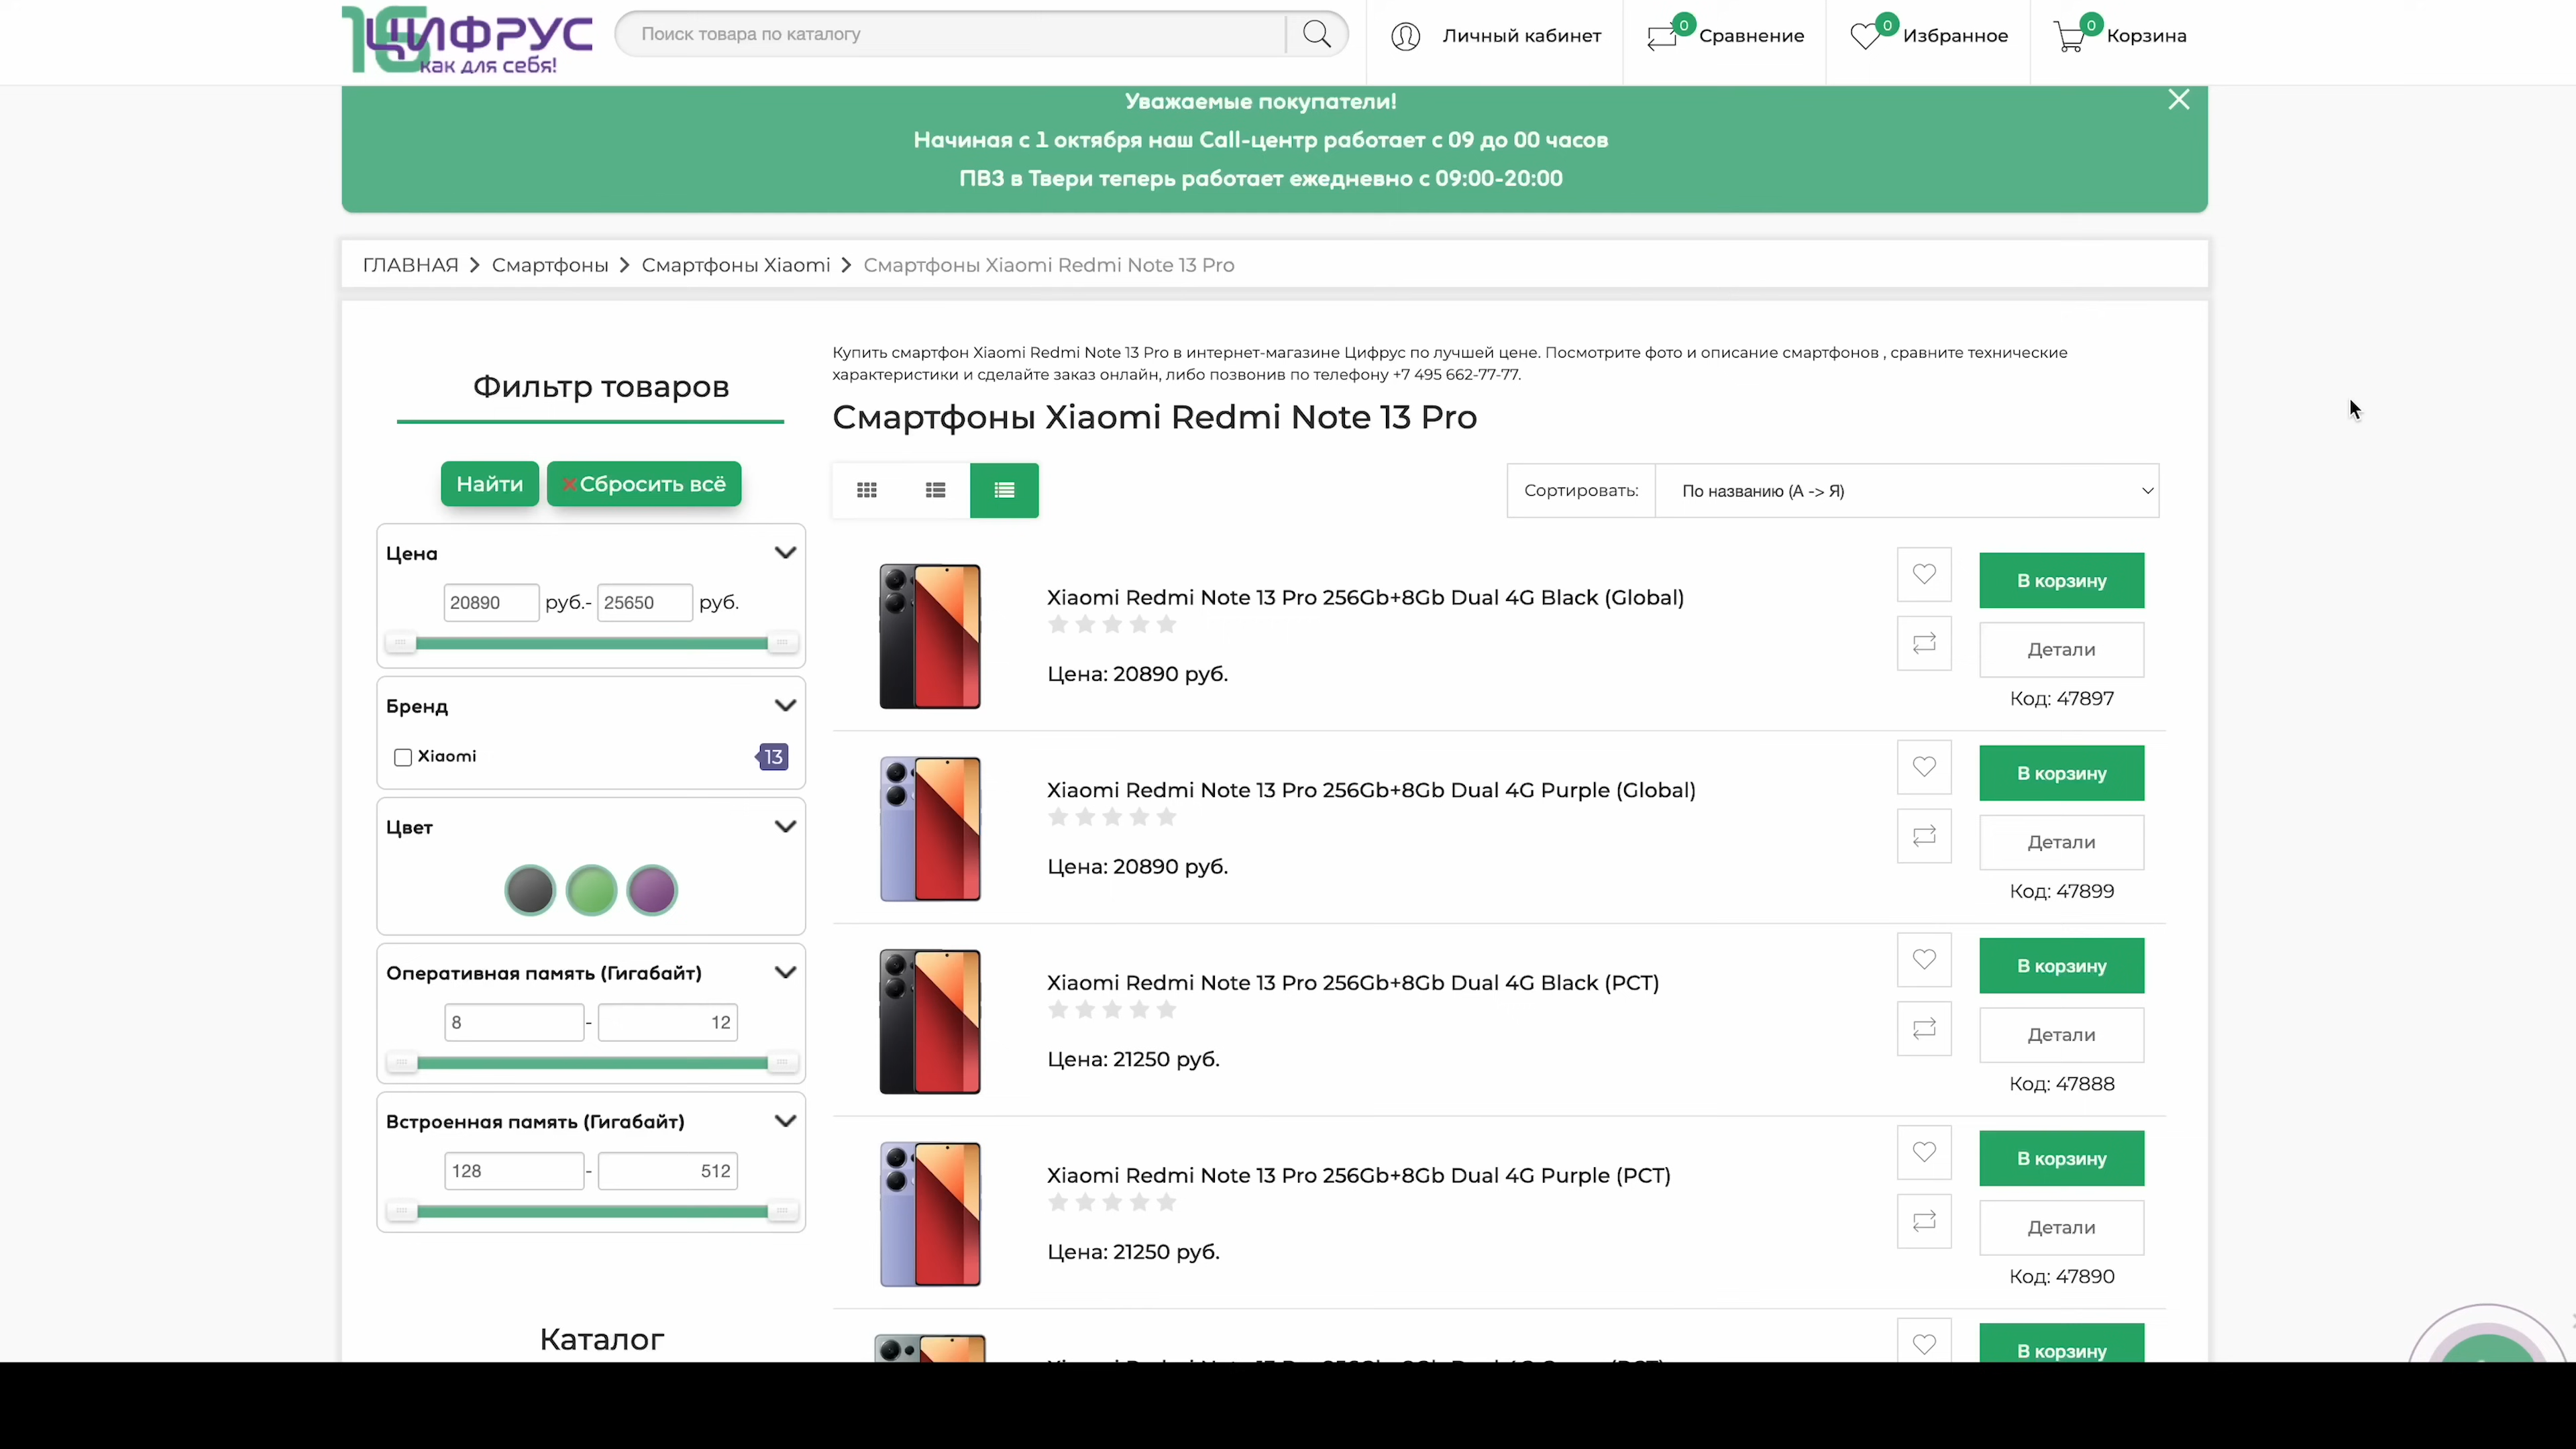 16 ЦИФРУС
как для себя!
Поиск товара по каталогу
Личный кабинет
0
Сравнение
0
Избранное
0
Корзина
Уважаемые покупатели!
Начиная с 1 октября наш Call-центр работает с 09 до 00 часов
ПВЗ в Твери теперь работает ежедневно с 09:00-20:00
ГЛАВНАЯ > Смартфоны > Смартфоны Xiaomi > Смартфоны Xiaomi Redmi Note 13 Pro
Купить смартфон Xiaomi Redmi Note 13 Pro в интернет-магазине Цифрус по лучшей цене. Посмотрите фото и описание смартфонов , сравните технические
характеристики и сделайте заказ онлайн, либо позвонив по телефону +7 495 662-77-77.
Смартфоны Xiaomi Redmi Note 13 Pro
Сортировать: По названию (А -> Я)
Фильтр товаров
Найти
Сбросить всё
Цена
20890 руб.- 25650 руб.
Бренд
Xiaomi 13
Цвет
Оперативная память (Гигабайт)
8 - 12
Встроенная память (Гигабайт)
128 - 512
Каталог
Xiaomi Redmi Note 13 Pro 256Gb+8Gb Dual 4G Black (Global)
Цена: 20890 руб.
В корзину
Детали
Код: 47897
Xiaomi Redmi Note 13 Pro 256Gb+8Gb Dual 4G Purple (Global)
Цена: 20890 руб.
В корзину
Детали
Код: 47899
Xiaomi Redmi Note 13 Pro 256Gb+8Gb Dual 4G Black (РСТ)
Цена: 21250 руб.
В корзину
Детали
Код: 47888
Xiaomi Redmi Note 13 Pro 256Gb+8Gb Dual 4G Purple (РСТ)
Цена: 21250 руб.
В корзину
Детали
Код: 47890
В корзину